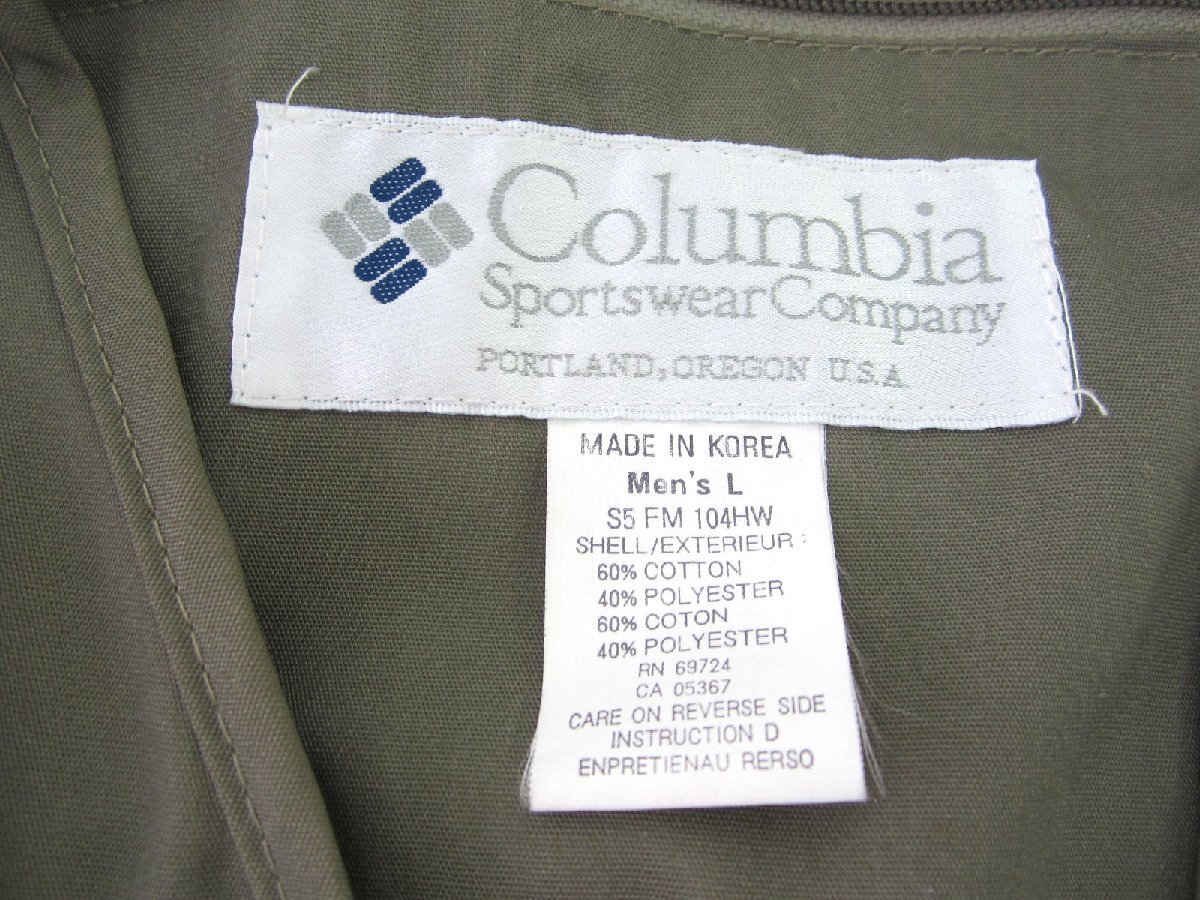 Columbia
Sportswear Company
PORTLAND, OREGON U.S.A
MADE IN KOREA
Men's L
S5 FM 104HW
SHELL/EXTERIEUR :
60% COTTON
40% POLYESTER
60% COTON
40% POLYESTER
RN 69724
CA 05367
CARE ON REVERSE SIDE
INSTRUCTION D
ENPRETIENAU RERSO